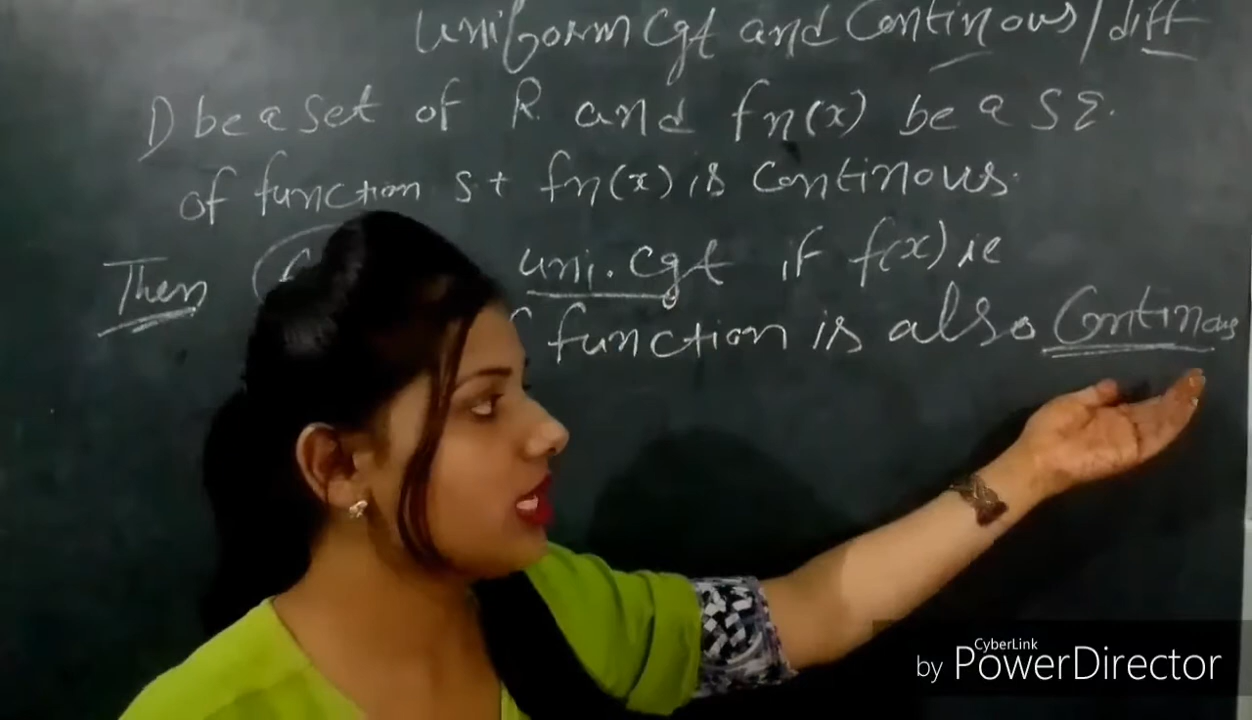 uniform Cgt and Continous/diff
D be a set of R and fn(x) be a SE.
of function s.t fn(x) is Continous.
Then uni. Cgt if f(x) ie
function is also Continous
CyberLink
by PowerDirector